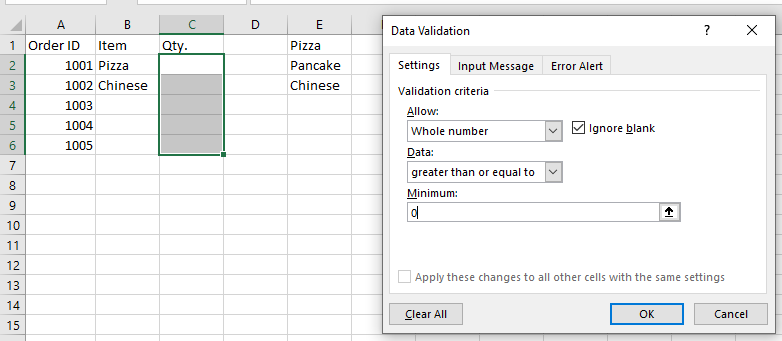 A B C D E
Data Validation ? ×
1 Order ID Item Qty. Pizza
2 1001 Pizza Pancake
3 1002 Chinese Chinese
4 1003
5 1004
6 1005
7
8
9
10
11
12
13
14
15
Settings Input Message Error Alert
Validation criteria
Allow:
Whole number Ignore blank
Data:
greater than or equal to
Minimum:
0
Apply these changes to all other cells with the same settings
Clear All OK Cancel